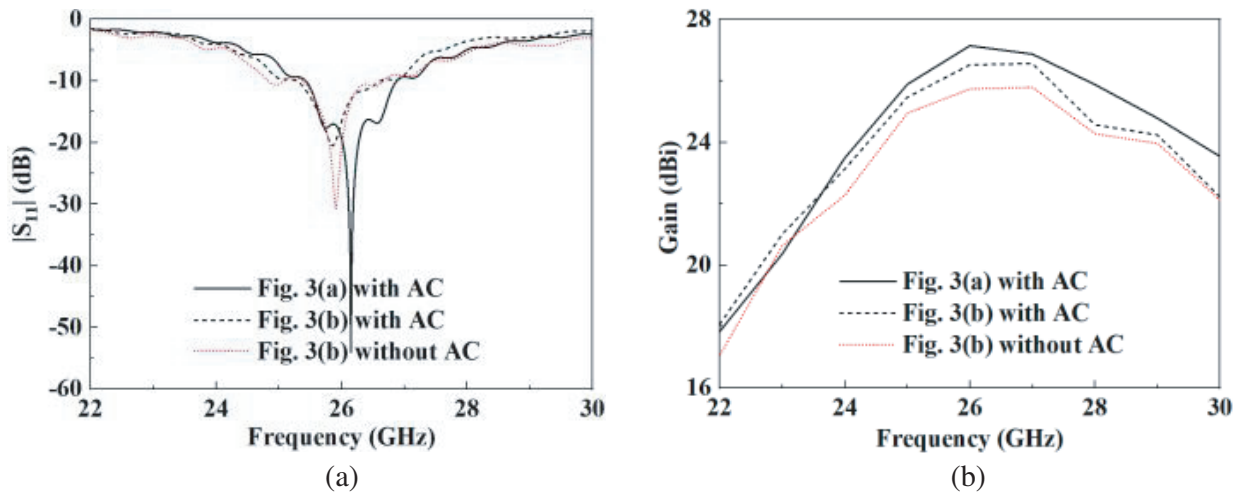 0
-10
-20
-30
-40
-50
-60
|S11| (dB)
Fig. 3(a) with AC
Fig. 3(b) with AC
Fig. 3(b) without AC
22 24 26 28 30
Frequency (GHz)
(a)
28
24
20
16
Gain (dBi)
Fig. 3(a) with AC
Fig. 3(b) with AC
Fig. 3(b) without AC
22 24 26 28 30
Frequency (GHz)
(b)